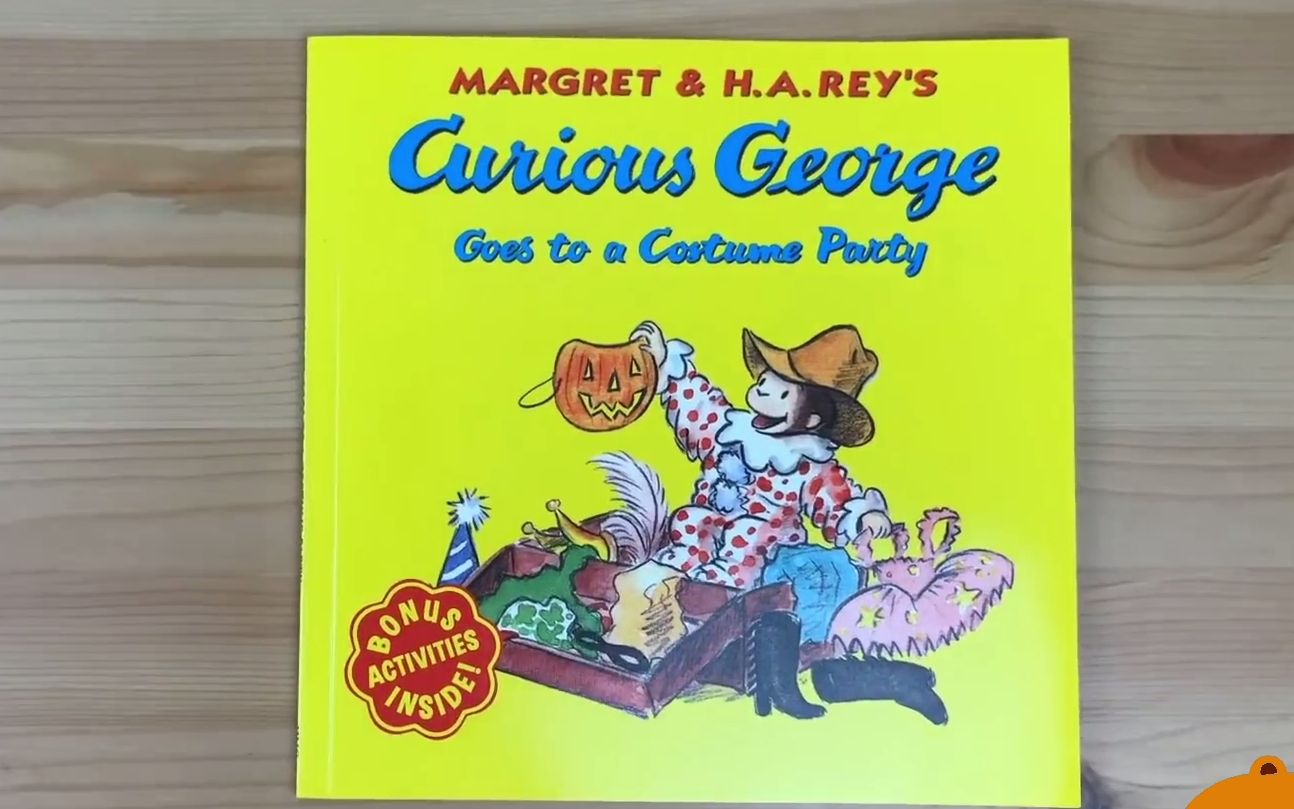 MARGRET & H.A. REY'S
Curious George
Goes to a Costume Party
BONUS
ACTIVITIES
INSIDE!